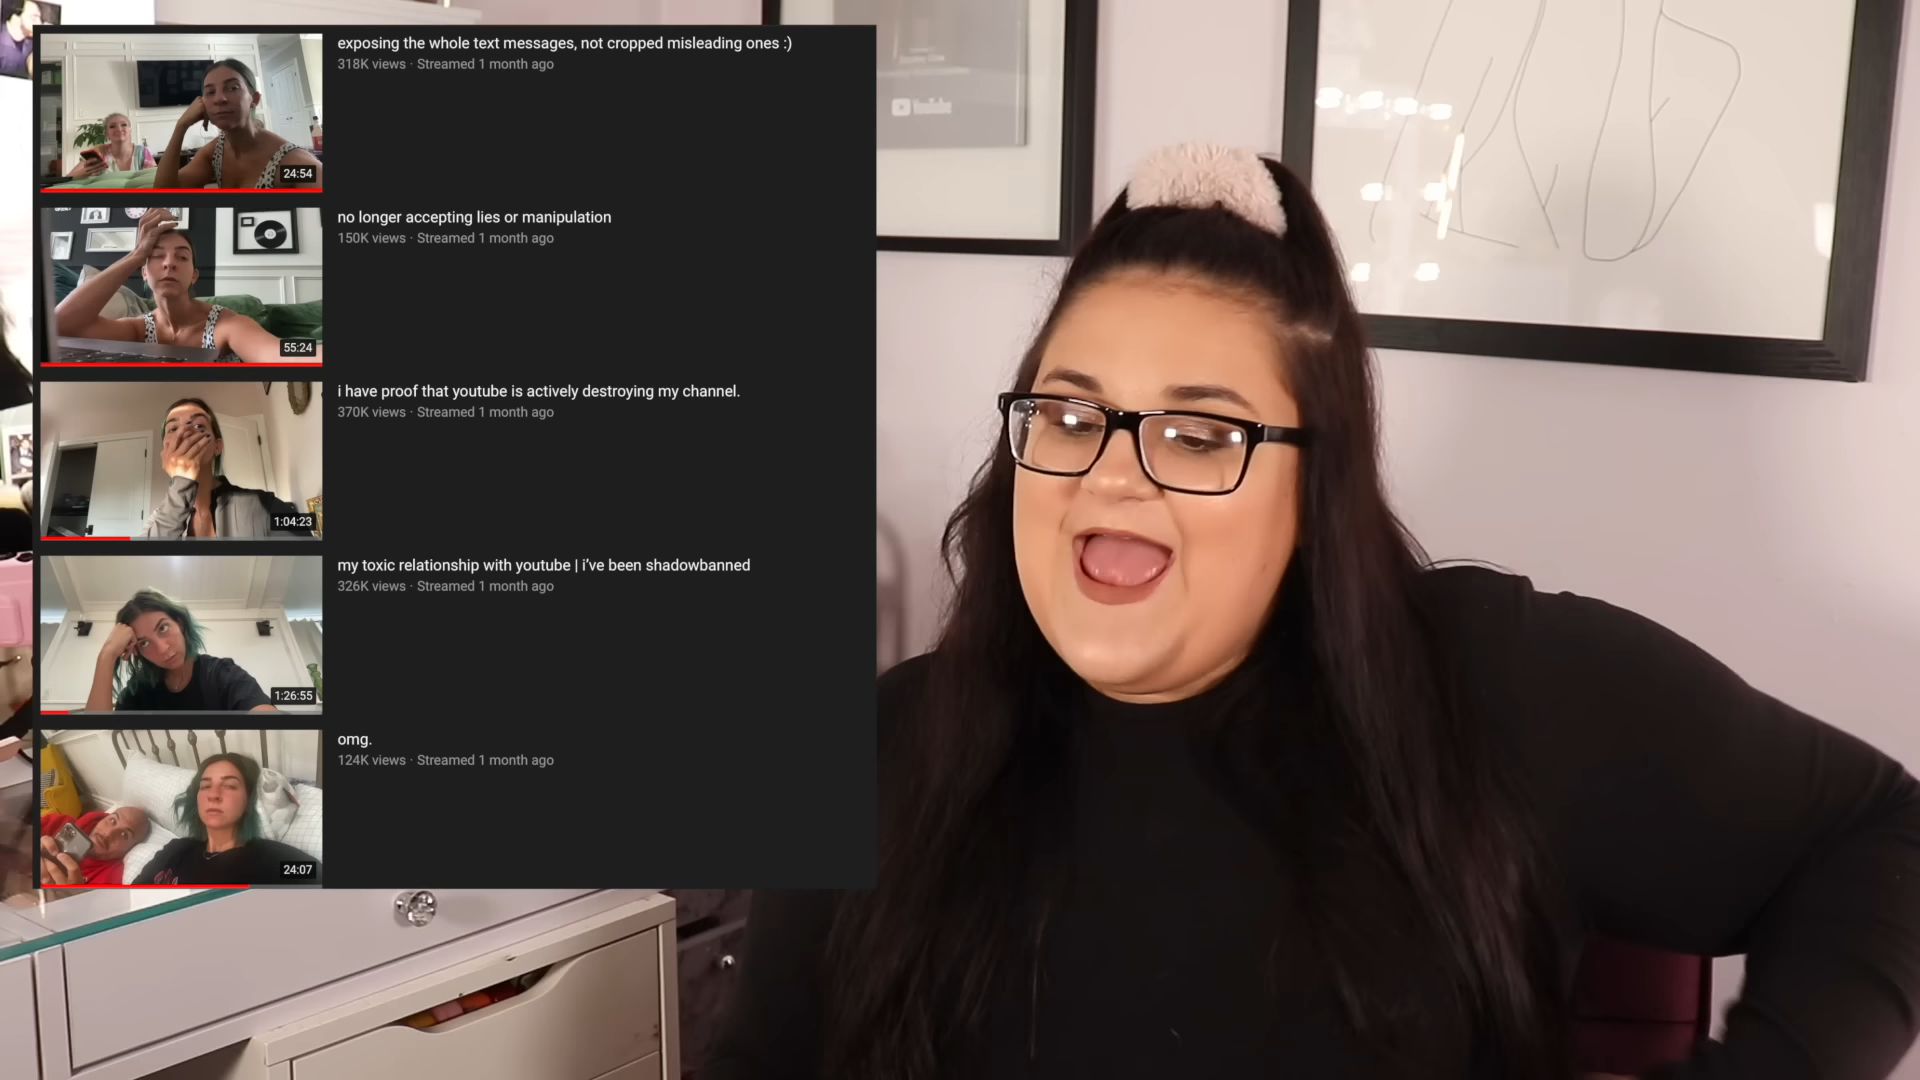 exposing the whole text messages, not cropped misleading ones :)
318K views · Streamed 1 month ago
24:54
no longer accepting lies or manipulation
150K views · Streamed 1 month ago
55:24
i have proof that youtube is actively destroying my channel.
370K views · Streamed 1 month ago
1:04:23
my toxic relationship with youtube | i've been shadowbanned
326K views · Streamed 1 month ago
1:26:55
omg.
124K views · Streamed 1 month ago
24:07
YouTube